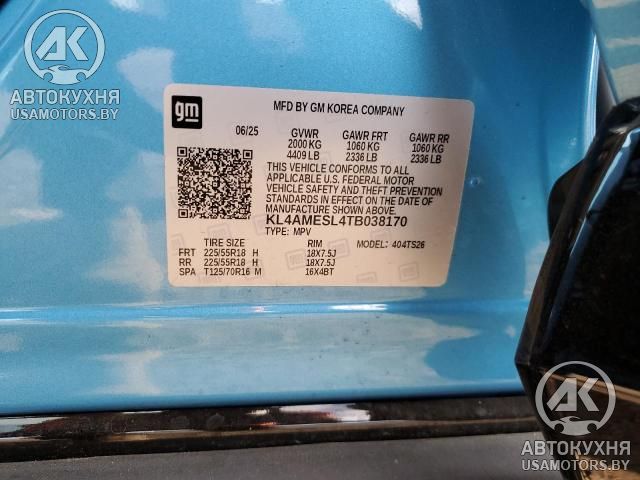 АВТОКУХНЯ
USAMOTORS.BY
gm
MFD BY GM KOREA COMPANY
06/25 GVWR GAWR FRT GAWR RR
2000 KG 1060 KG 1060 KG
4409 LB 2336 LB 2336 LB
THIS VEHICLE CONFORMS TO ALL
APPLICABLE U.S. FEDERAL MOTOR
VEHICLE SAFETY AND THEFT PREVENTION
STANDARDS IN EFFECT ON THE DATE OF
MANUFACTURE SHOWN ABOVE.
KL4AMESL4TB038170
TYPE: MPV MODEL: 404TS26
TIRE SIZE RIM
FRT 225/55R18 H 18X7.5J
RR 225/55R18 H 18X7.5J
SPA T125/70R16 M 16X4BT
АК
АВТОКУХНЯ
USAMOTORS.BY